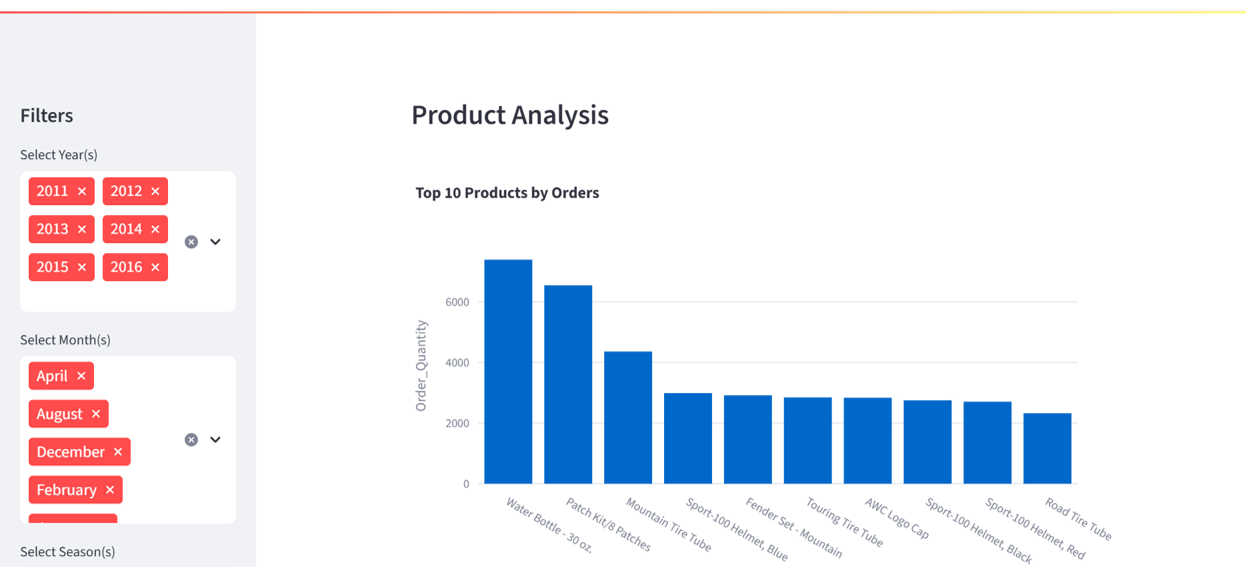 Filters
Select Year(s)
2011 ×
2012 ×
2013 ×
2014 ×
2015 ×
2016 ×
Select Month(s)
April ×
August ×
December ×
February ×
Select Season(s)
Product Analysis
Top 10 Products by Orders
Order_Quantity
6000
4000
2000
0
Water Bottle - 30 oz.
Patch Kit/8 Patches
Mountain Tire Tube
Sport-100 Helmet, Blue
Fender Set - Mountain
Touring Tire Tube
AWC Logo Cap
Sport-100 Helmet, Black
Sport-100 Helmet, Red
Road Tire Tube